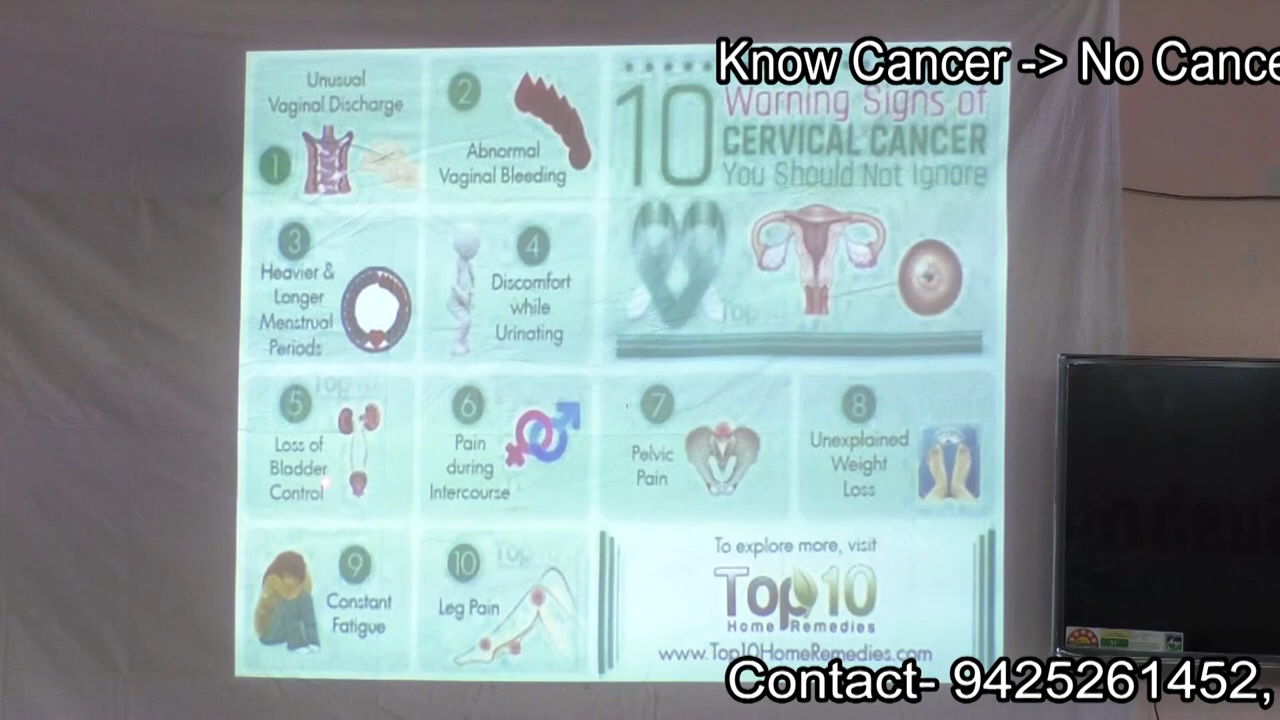 Know Cancer -> No Cance
10
Warning Signs of
CERVICAL CANCER
You Should Not Ignore
Unusual
Vaginal Discharge
1
2
Abnormal
Vaginal Bleeding
3
Heavier &
Longer
Menstrual
Periods
4
Discomfort
while
Urinating
5
Loss of
Bladder
Control
6
Pain
during
Intercourse
7
Pelvic
Pain
8
Unexplained
Weight
Loss
9
Constant
Fatigue
10
Leg Pain
To explore more, visit
Top10
Home Remedies
www.Top10HomeRemedies.com
Contact- 9425261452,